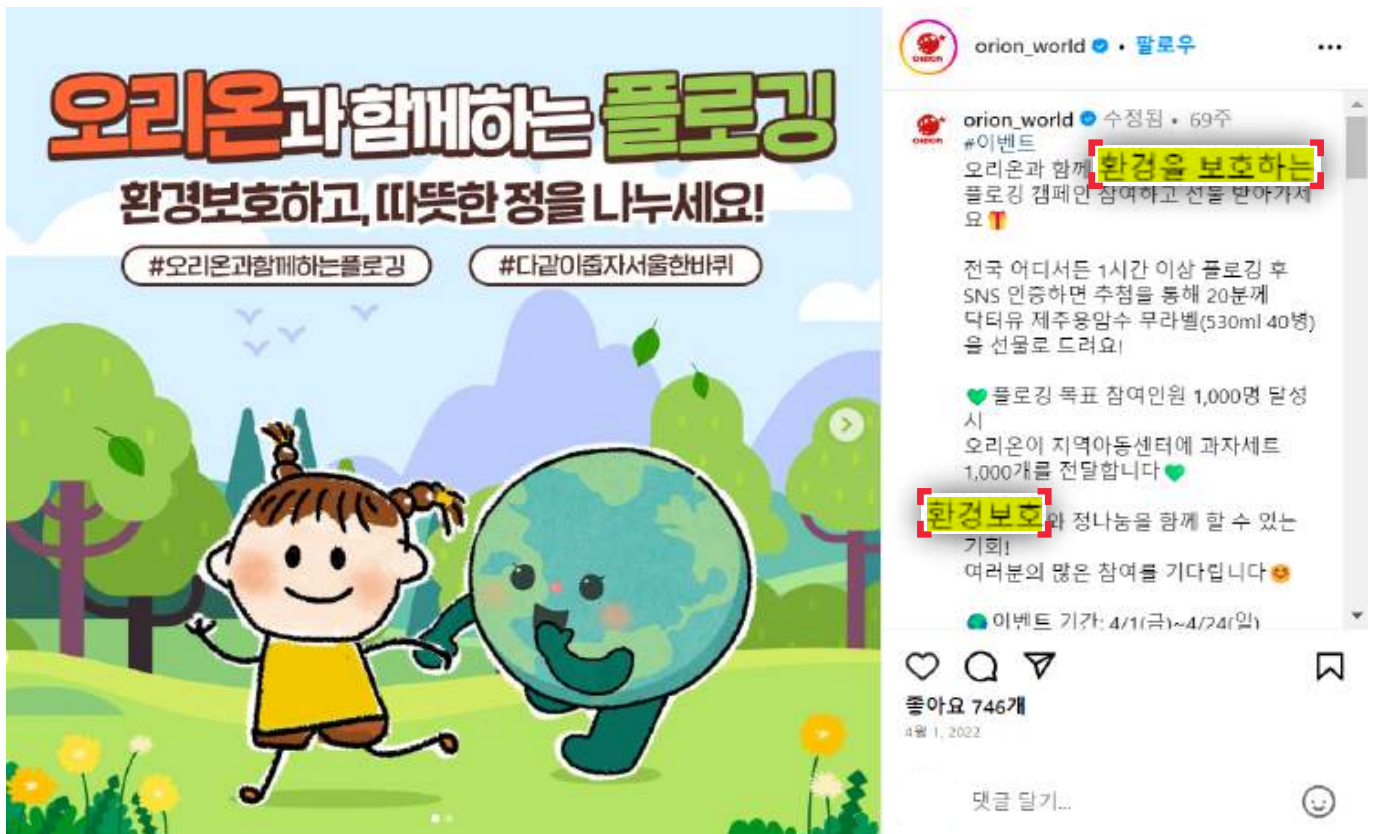 오리온과 함께하는 플로깅
환경보호하고, 따뜻한 정을 나누세요!
#오리온과함께하는플로깅
#다같이줍자서울한바퀴
orion_world • 팔로우
ORION
orion_world 수정됨 • 69주
ORION
#이벤트
오리온과 함께 환경을 보호하는
플로깅 캠페인 참여하고 선물 받아가세
요🎁
전국 어디서든 1시간 이상 플로깅 후
SNS 인증하면 추첨을 통해 20분께
닥터유 제주용암수 무라벨(530ml 40병)
을 선물로 드려요!
💚 플로깅 목표 참여인원 1,000명 달성
시
오리온이 지역아동센터에 과자세트
1,000개를 전달합니다💚
환경보호와 정나눔을 함께 할 수 있는
기회!
여러분의 많은 참여를 기다립니다😊
🌏 이벤트 기간: 4/1(금)~4/24(일)
좋아요 746개
4월 1, 2022
댓글 달기...